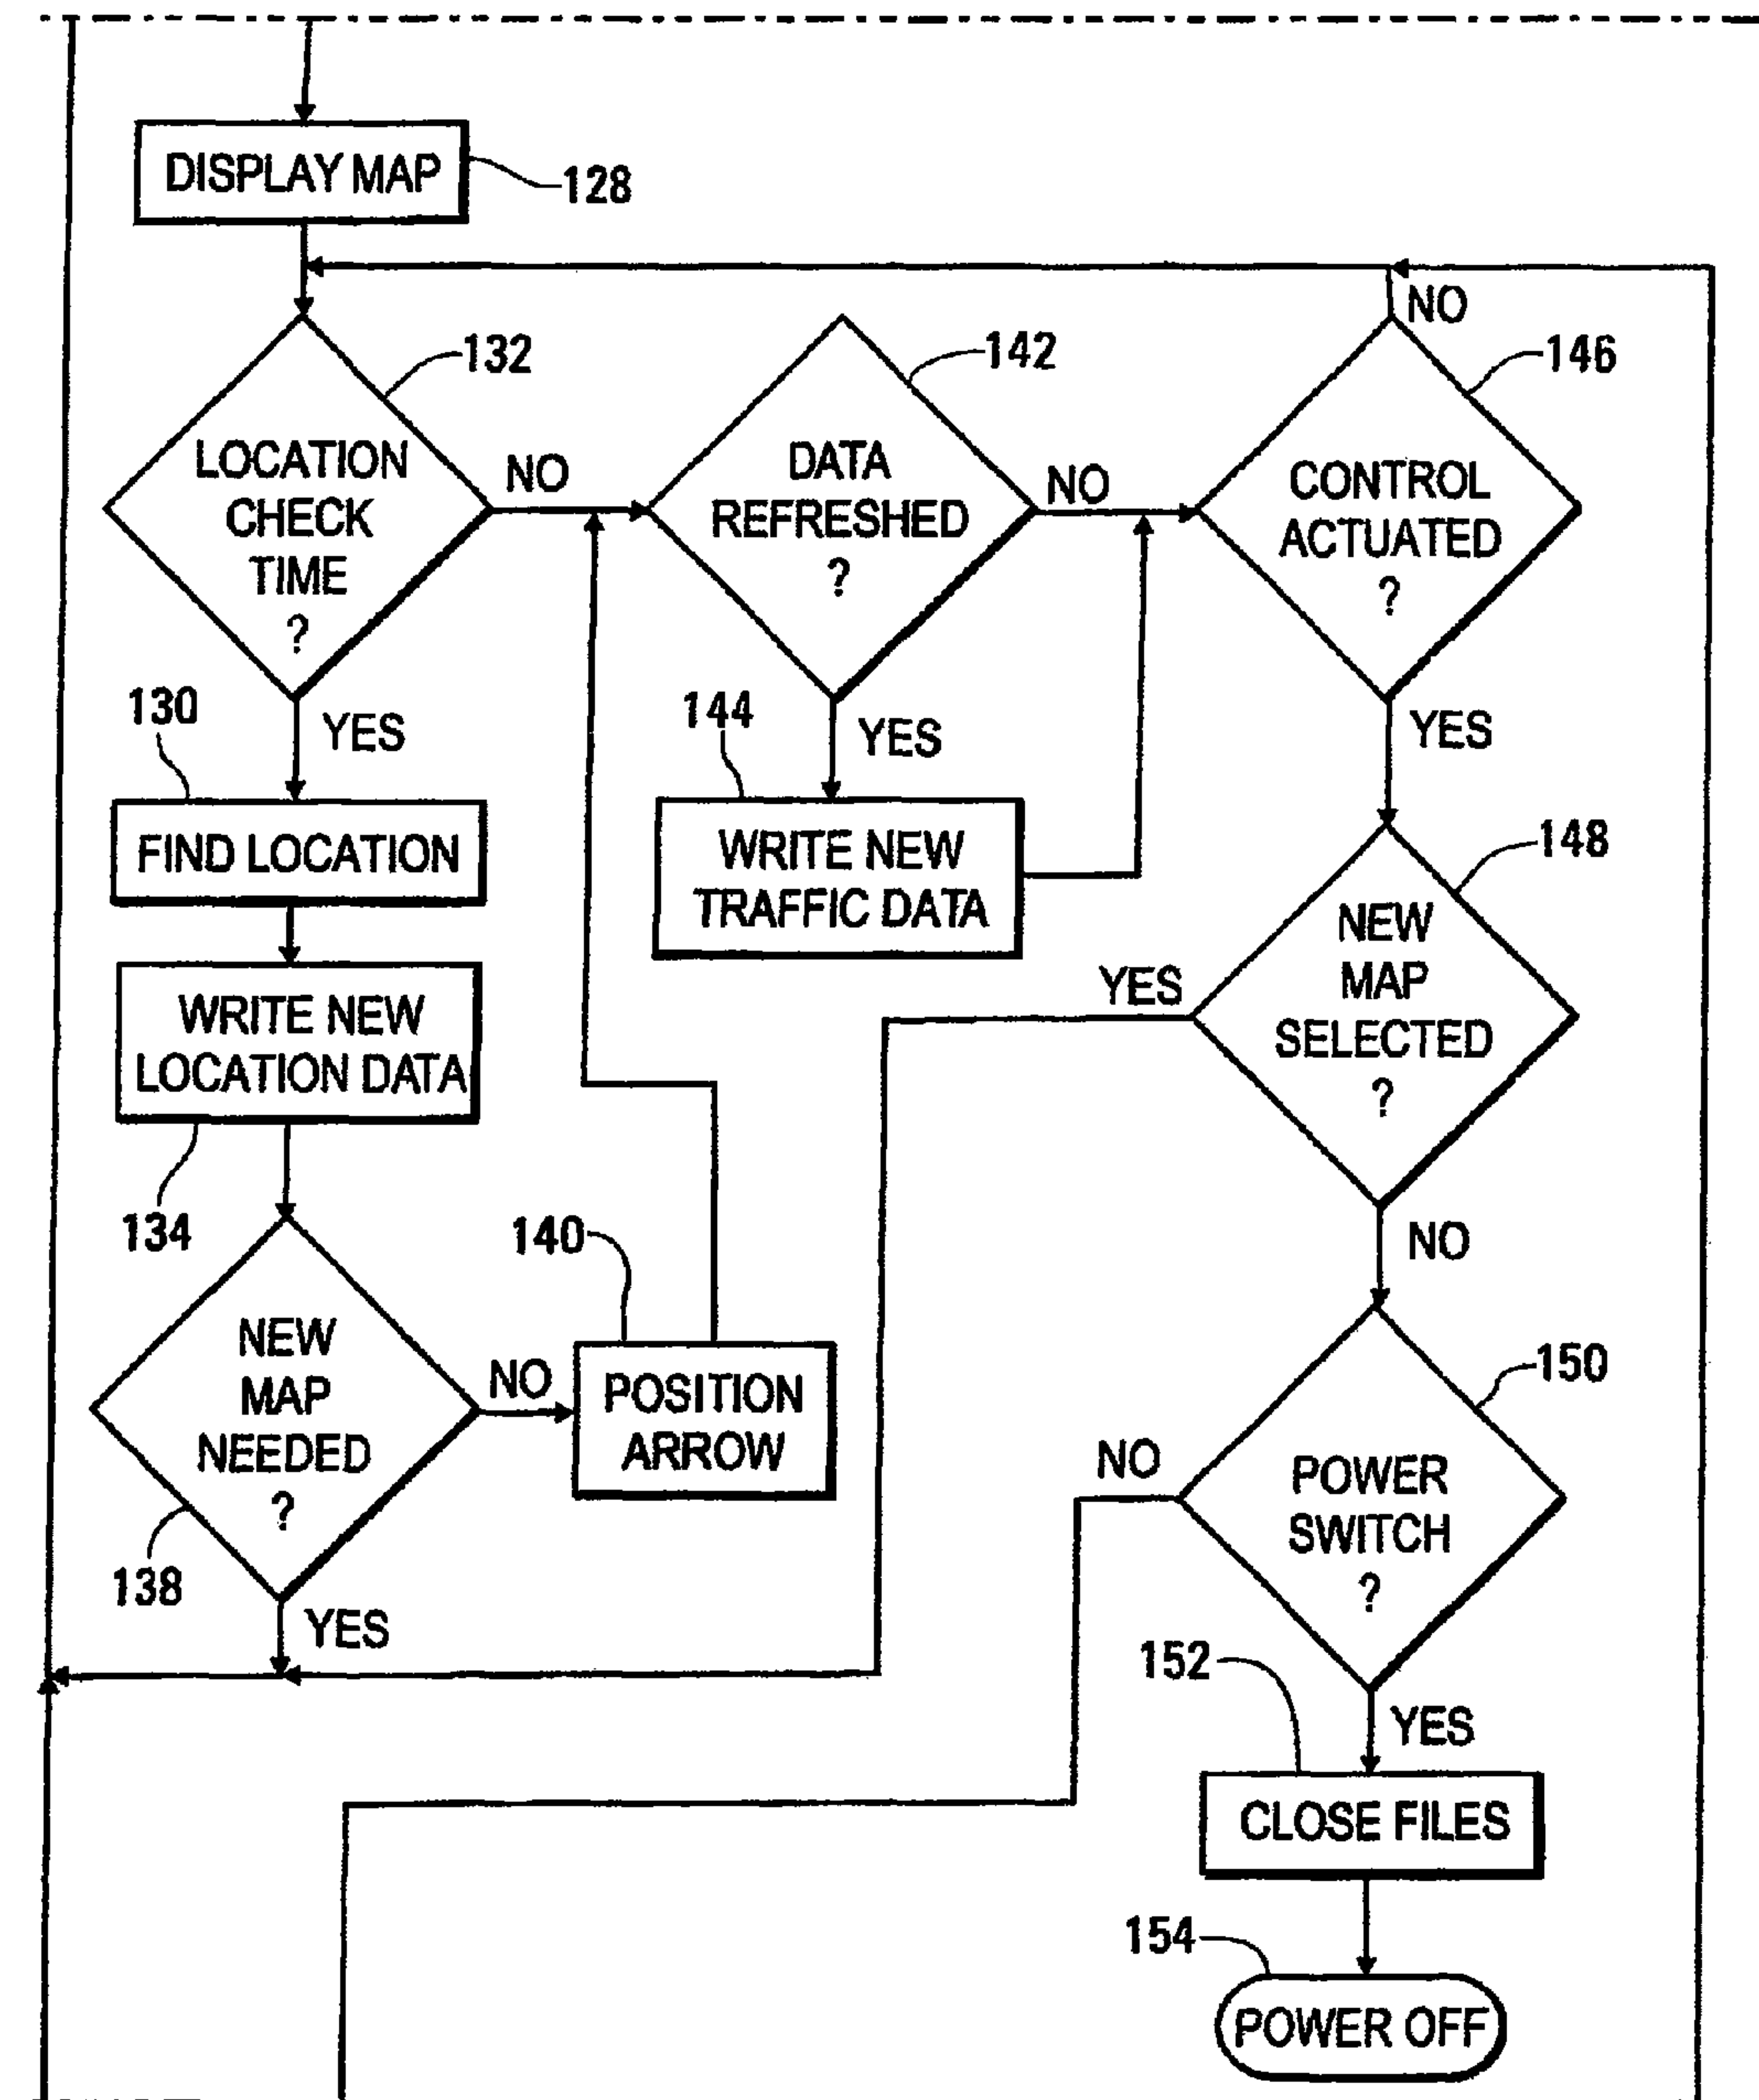 DISPLAY MAP
128
NO
132
142
146
LOCATION
CHECK
TIME
?
NO
DATA
REFRESHED
?
NO
CONTROL
ACTUATED
?
130
YES
144
YES
YES
FIND LOCATION
WRITE NEW
TRAFFIC DATA
148
NEW
MAP
SELECTED
?
YES
WRITE NEW
LOCATION DATA
134
140
NO
NEW
MAP
NEEDED
?
NO
POSITION
ARROW
150
NO
POWER
SWITCH
?
138
YES
152
YES
CLOSE FILES
154
POWER OFF